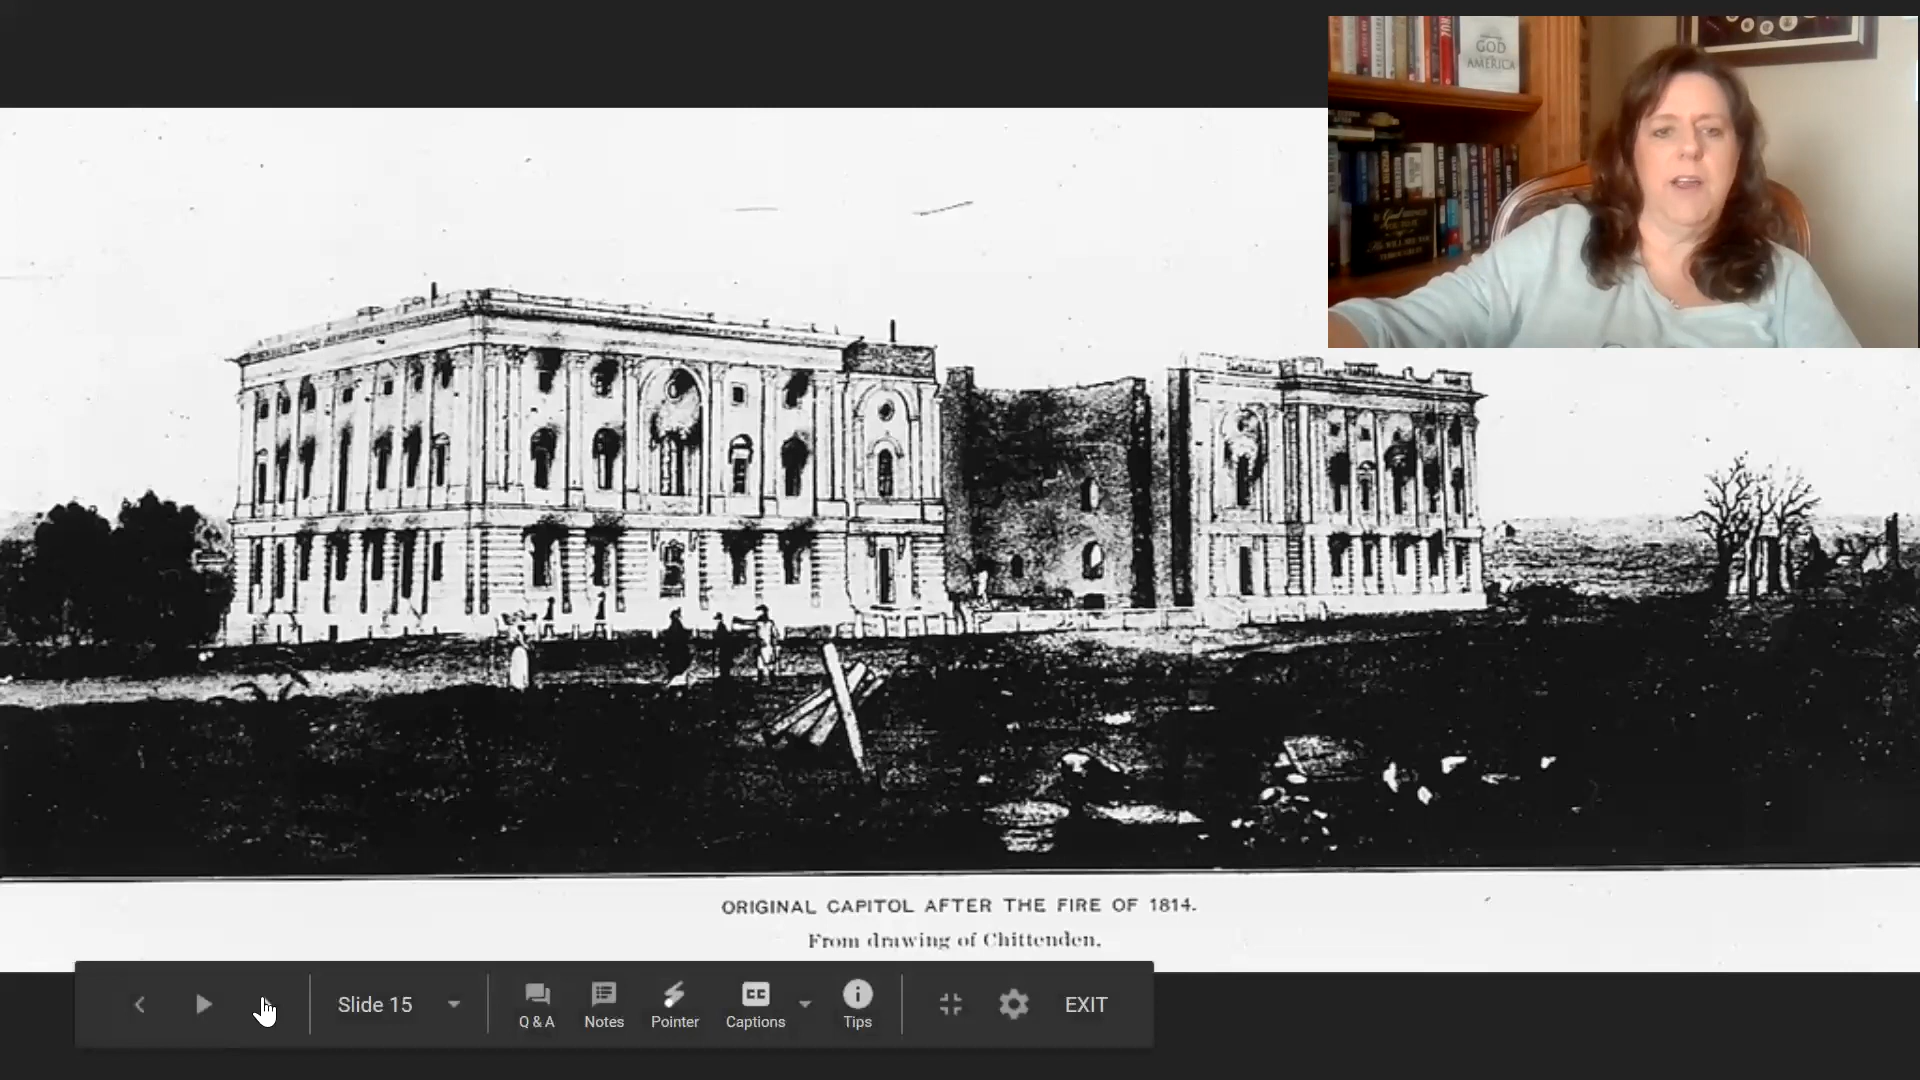 GOD
AMERICA
ORIGINAL CAPITOL AFTER THE FIRE OF 1814.
From drawing of Chittenden.
Slide 15
Q & A
Notes
Pointer
CC
Captions
Tips
EXIT